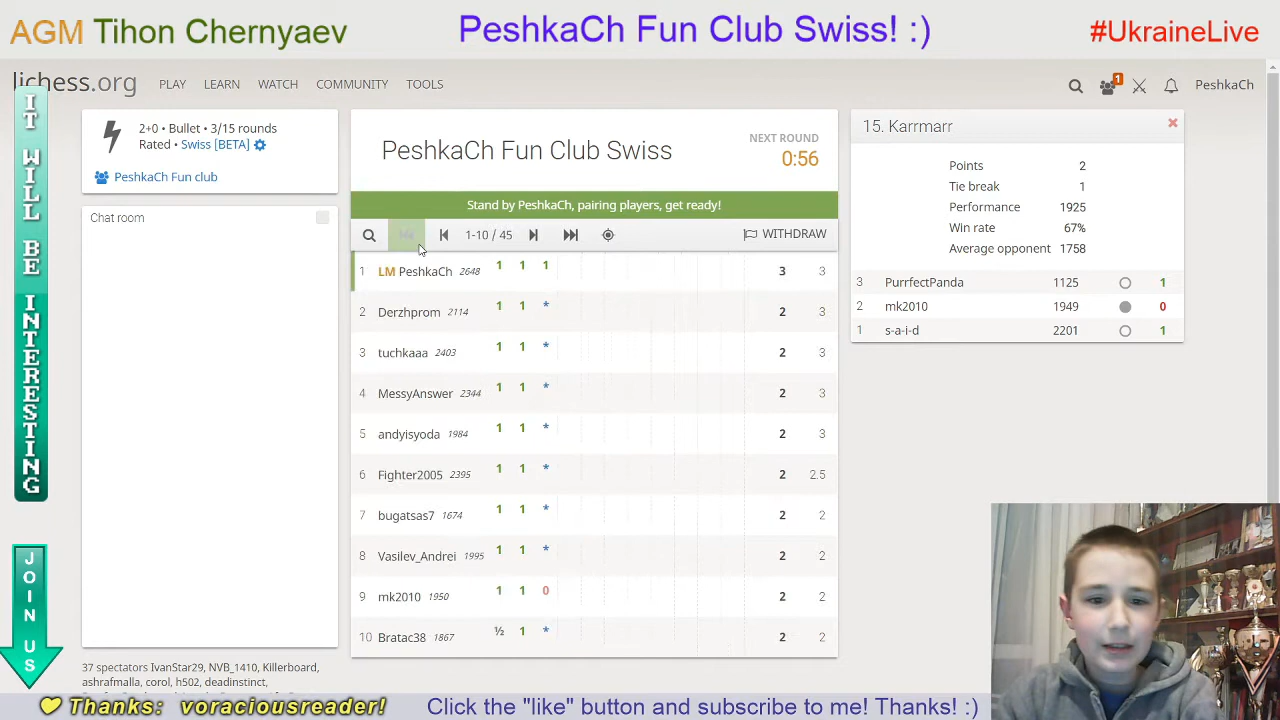 AGM Tihon Chernyaev
PeshkaCh Fun Club Swiss! :)
#UkraineLive
lichess.org
PLAY LEARN WATCH COMMUNITY TOOLS
1
PeshkaCh
IT WILL BE INTERESTING
JOIN US
2+0 • Bullet • 3/15 rounds
Rated • Swiss [BETA]
PeshkaCh Fun club
Chat room
37 spectators IvanStar29, NVB_1410, Killerboard,
ashrafmalla, corol, h502, deadinstinct,
PeshkaCh Fun Club Swiss
NEXT ROUND
0:56
Stand by PeshkaCh, pairing players, get ready!
1-10 / 45
WITHDRAW
1 LM PeshkaCh 2648 1 1 1 3 3
2 Derzhprom 2114 1 1 * 2 3
3 tuchkaaa 2403 1 1 * 2 3
4 MessyAnswer 2344 1 1 * 2 3
5 andyisyoda 1984 1 1 * 2 3
6 Fighter2005 2395 1 1 * 2 2.5
7 bugatsas7 1674 1 1 * 2 2
8 Vasilev_Andrei 1995 1 1 * 2 2
9 mk2010 1950 1 1 0 2 2
10 Bratac38 1867 ½ 1 * 2 2
15. Karrmarr
Points 2
Tie break 1
Performance 1925
Win rate 67%
Average opponent 1758
3 PurrfectPanda 1125 1
2 mk2010 1949 0
1 s-a-i-d 2201 1
Thanks: voraciousreader!
Click the "like" button and subscribe to me! Thanks! :)